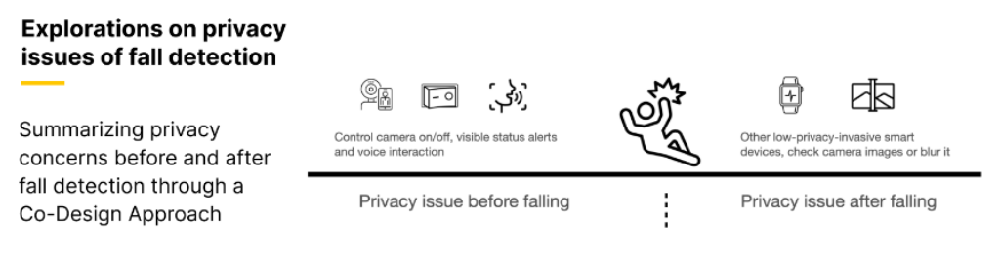 Explorations on privacy
issues of fall detection
Summarizing privacy
concerns before and after
fall detection through a
Co-Design Approach
Control camera on/off, visible status alerts
and voice interaction
Other low-privacy-invasive smart
devices, check camera images or blur it
Privacy issue before falling
Privacy issue after falling